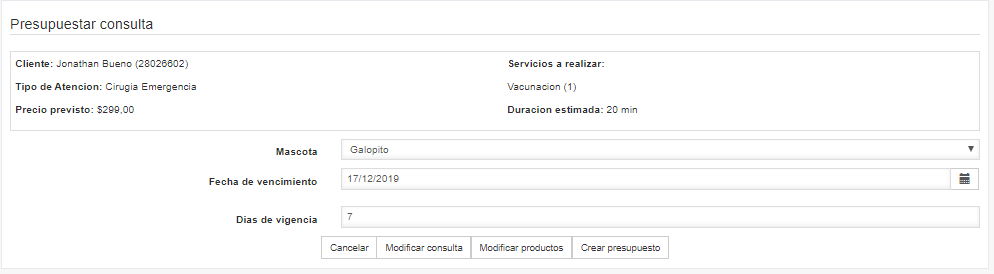 Presupuestar consulta
Cliente: Jonathan Bueno (28026602)
Tipo de Atencion: Cirugia Emergencia
Precio previsto: $299,00
Servicios a realizar:
Vacunacion (1)
Duracion estimada: 20 min
Mascota
Galopito
Fecha de vencimiento
17/12/2019
Dias de vigencia
7
Cancelar Modificar consulta Modificar productos Crear presupuesto